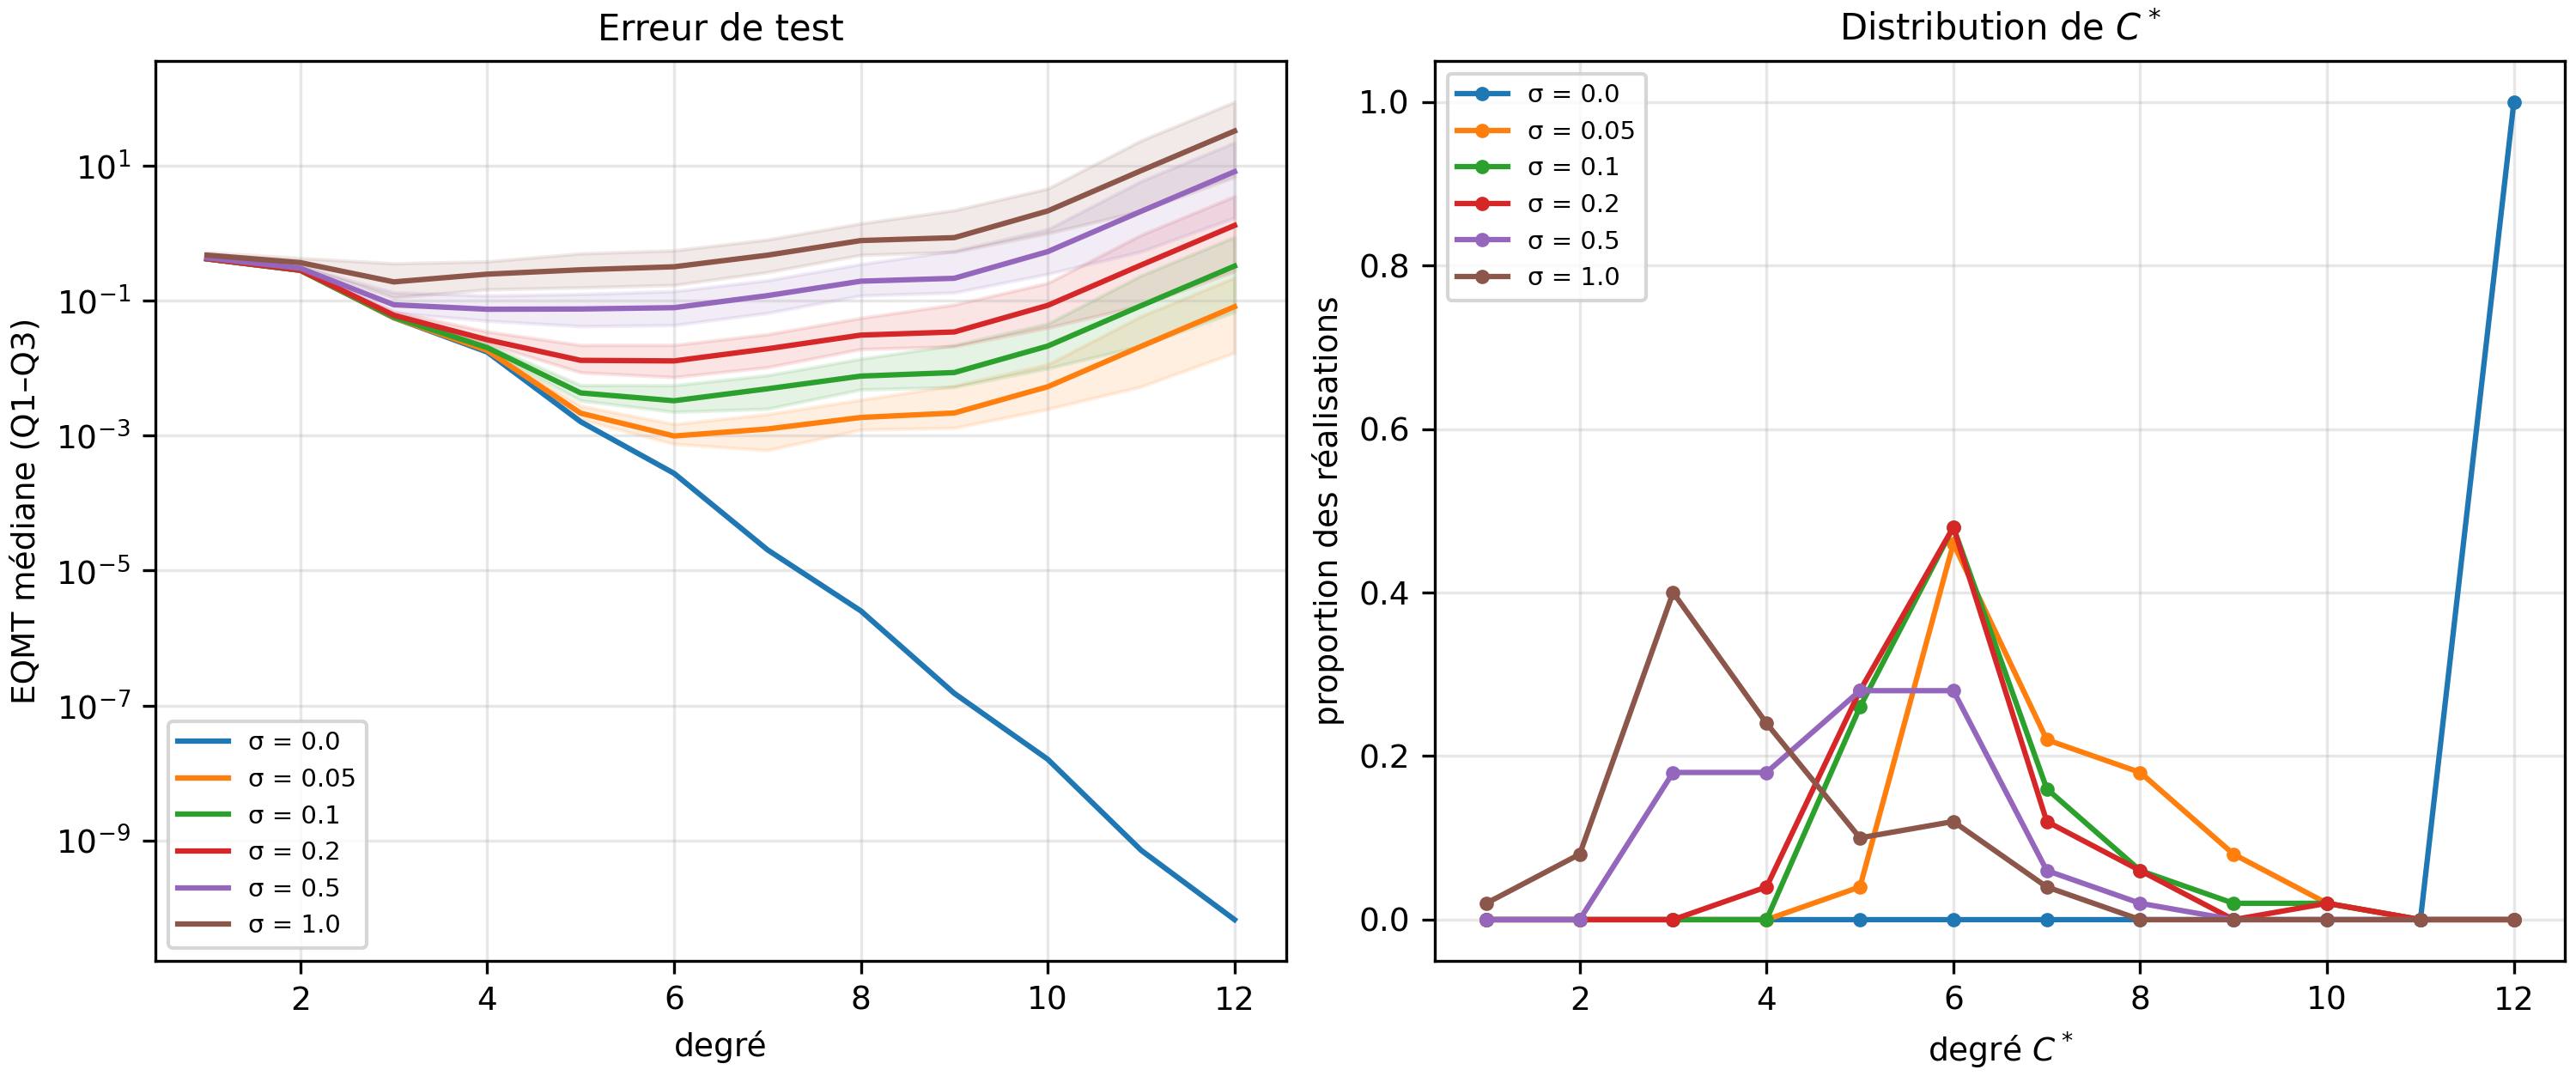 Erreur de test
EQMT médiane (Q1–Q3)
10¹
10⁻¹
10⁻³
10⁻⁵
10⁻⁷
10⁻⁹
σ = 0.0
σ = 0.05
σ = 0.1
σ = 0.2
σ = 0.5
σ = 1.0
2 4 6 8 10 12
degré
Distribution de C*
proportion des réalisations
1.0
0.8
0.6
0.4
0.2
0.0
σ = 0.0
σ = 0.05
σ = 0.1
σ = 0.2
σ = 0.5
σ = 1.0
2 4 6 8 10 12
degré C*